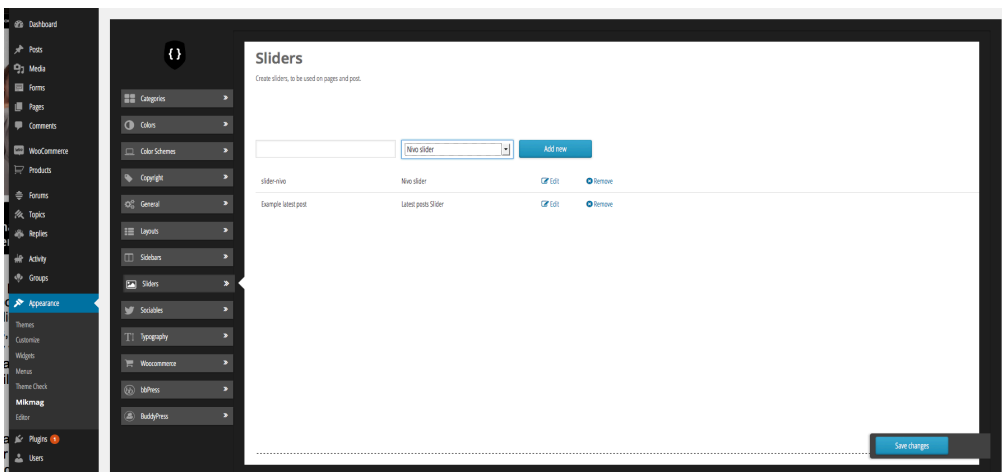 Dashboard
Posts
Media
Forms
Pages
Comments
WooCommerce
Products
Forums
Topics
Replies
Activity
Groups
Appearance
Themes
Customize
Widgets
Menus
Theme Check
Mikmag
Editor
Plugins 1
Users
{ }
Categories
Colors
Color Schemes
Copyright
General
Layouts
Sidebars
Sliders
Sociables
Typography
Woocommerce
bbPress
BuddyPress
Sliders
Create sliders, to be used on pages and post.
Nivo slider Add new
slider-nivo Nivo slider Edit Remove
Example latest post Latest posts Slider Edit Remove
Save changes